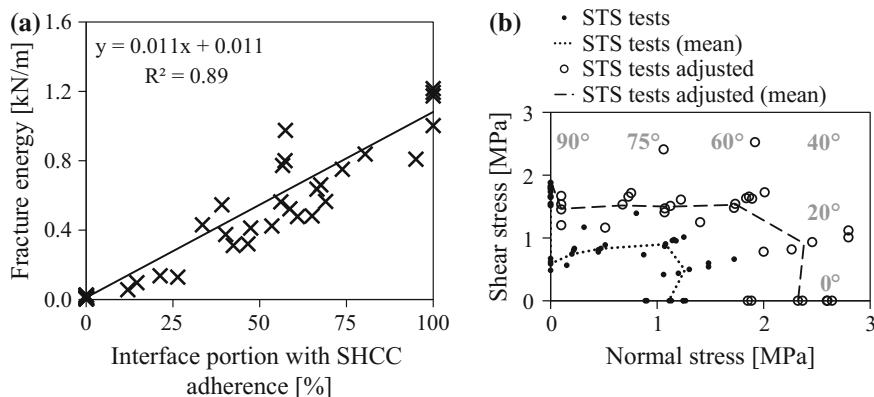 (a)
1.6
1.2
0.8
0.4
0.0
Fracture energy [kN/m]
y = 0.011x + 0.011
R² = 0.89
0
25
50
75
100
Interface portion with SHCC
adherence [%]
(b)
STS tests
STS tests (mean)
STS tests adjusted
STS tests adjusted (mean)
3
2
1
0
Shear stress [MPa]
90°
75°
60°
40°
20°
0°
0
1
2
3
Normal stress [MPa]